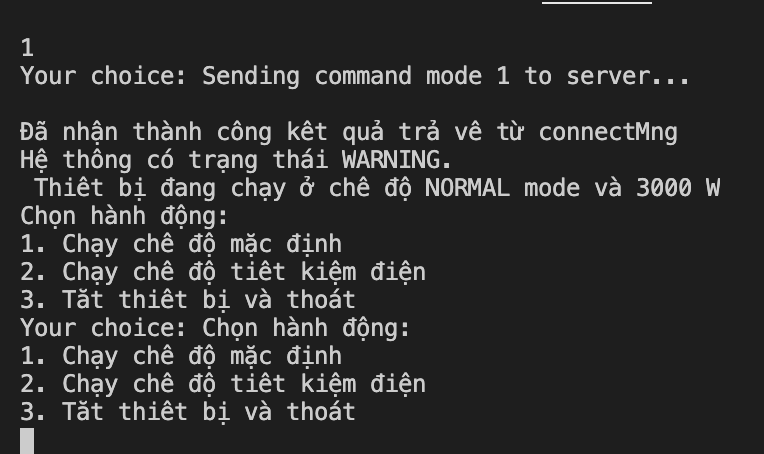 1
Your choice: Sending command mode 1 to server...
Đã nhận thành công kêt quả trả vê từ connectMng
Hệ thông có trạng thái WARNING.
Thiêt bị đang chạy ở chê độ NORMAL mode và 3000 W
Chọn hành động:
1. Chạy chê độ mặc định
2. Chạy chê độ tiêt kiệm điện
3. Tăt thiêt bị và thoát
Your choice: Chọn hành động:
1. Chạy chê độ mặc định
2. Chạy chê độ tiêt kiệm điện
3. Tăt thiêt bị và thoát